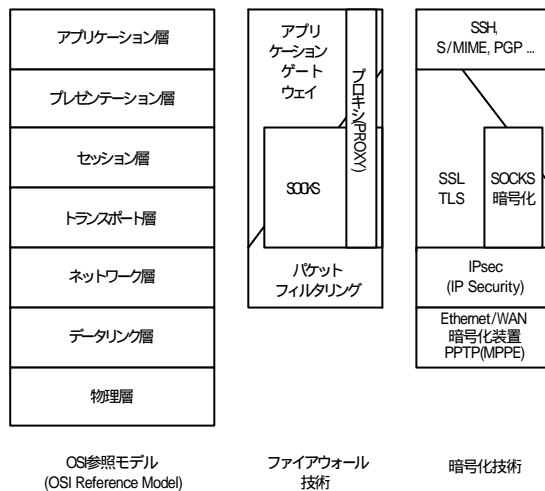 アプリケーション層
プレゼンテーション層
セッション層
トランスポート層
ネットワーク層
データリンク層
物理層
OSI参照モデル
(OSI Reference Model)
アプリ
ケーション
ゲート
ウェイ
プロキシ(PROXY)
SOCKS
パケット
フィルタリング
ファイアウォール
技術
SSH,
S/MIME, PGP ...
SSL
TLS
SOCKS
暗号化
IPsec
(IP Security)
Ethernet/WAN
暗号化装置
PPTP(MPPE)
暗号化技術